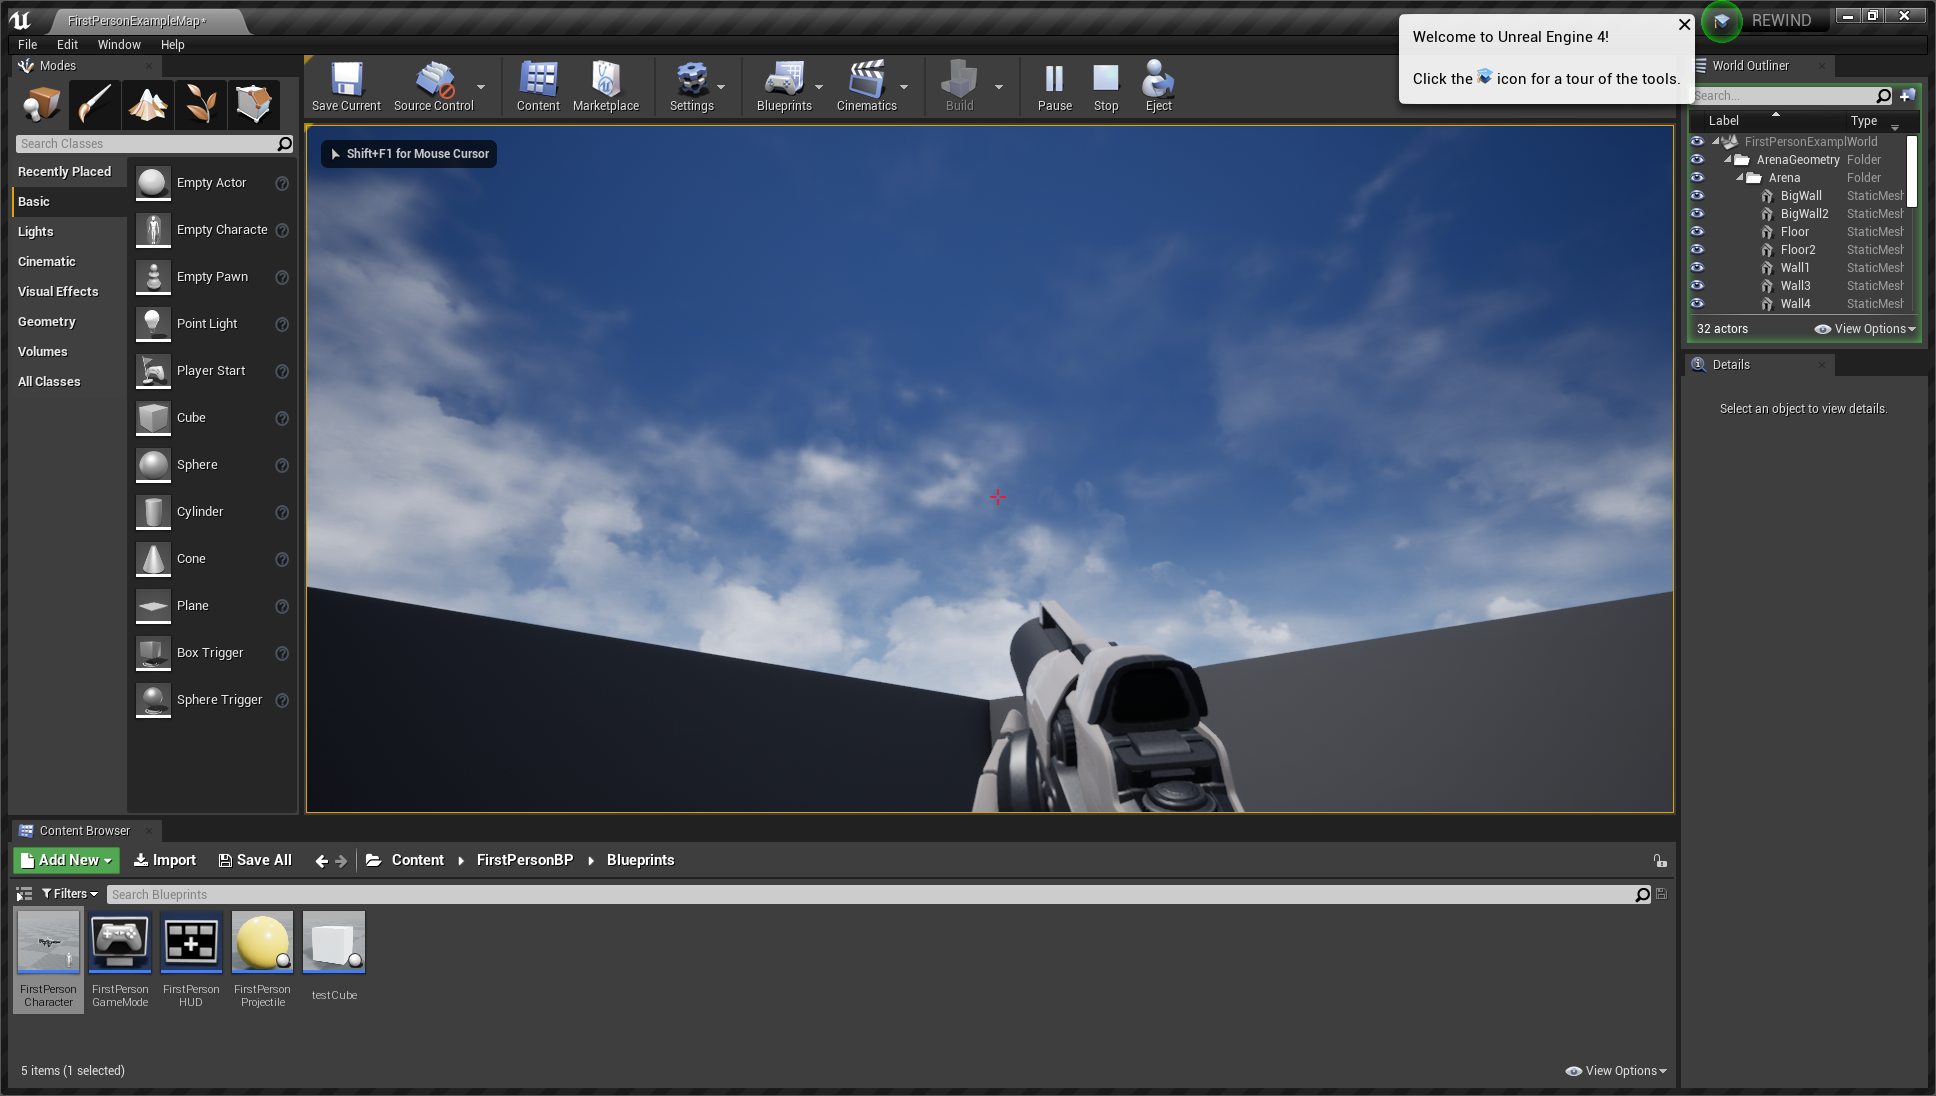 FirstPersonExampleMap*
REWIND
File Edit Window Help
Welcome to Unreal Engine 4!
Click the icon for a tour of the tools.
Modes
Search Classes
Recently Placed
Basic
Lights
Cinematic
Visual Effects
Geometry
Volumes
All Classes
Empty Actor
Empty Characte
Empty Pawn
Point Light
Player Start
Cube
Sphere
Cylinder
Cone
Plane
Box Trigger
Sphere Trigger
Save Current
Source Control
Content
Marketplace
Settings
Blueprints
Cinematics
Build
Pause
Stop
Eject
Shift+F1 for Mouse Cursor
World Outliner
Search...
Label Type
FirstPersonExampl World
ArenaGeometry Folder
Arena Folder
BigWall StaticMesh
BigWall2 StaticMesh
Floor StaticMesh
Floor2 StaticMesh
Wall1 StaticMesh
Wall3 StaticMesh
Wall4 StaticMesh
32 actors View Options
Details
Select an object to view details.
Content Browser
Add New Import Save All Content FirstPersonBP Blueprints
Filters Search Blueprints
FirstPerson
Character
FirstPerson
GameMode
FirstPerson
HUD
FirstPerson
Projectile
testCube
5 items (1 selected) View Options